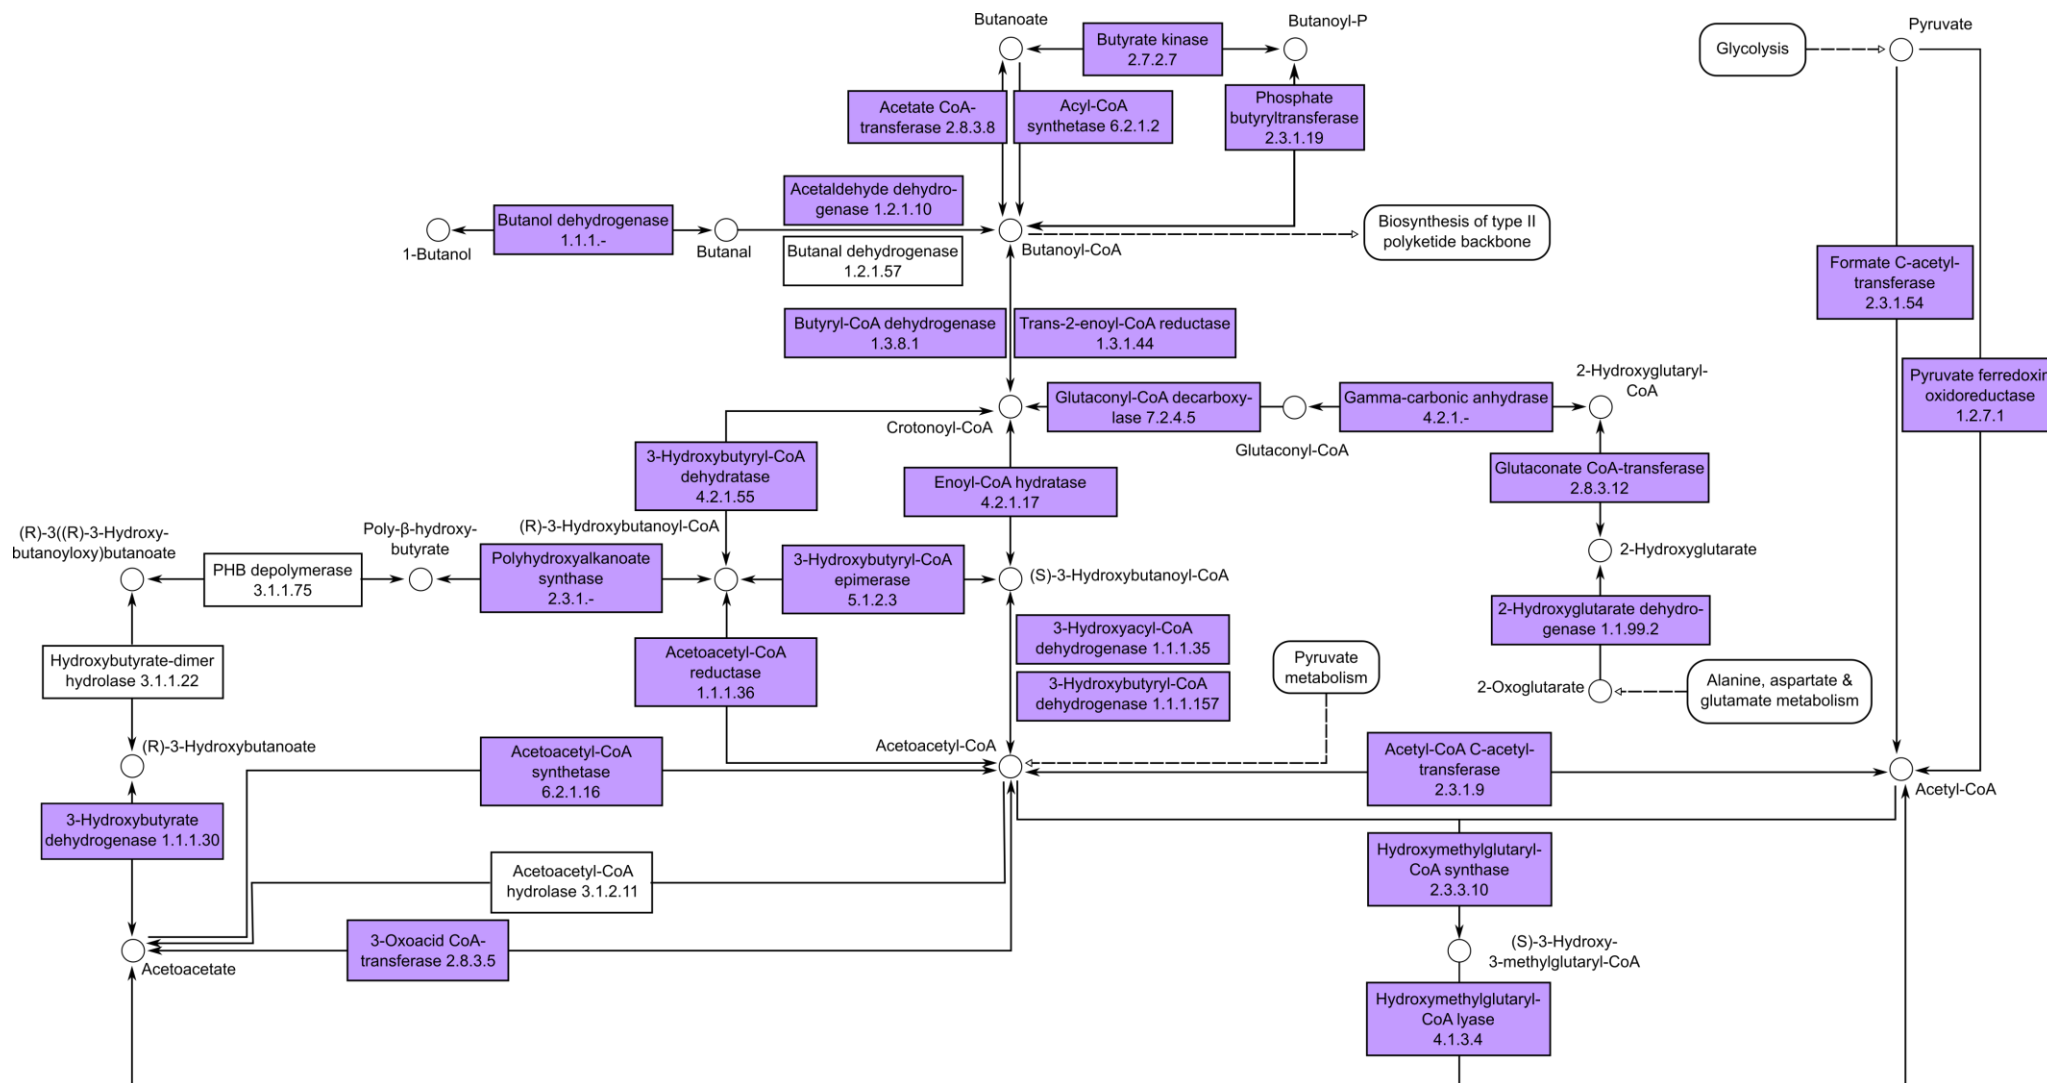 Butanoate
Butyrate kinase
2.7.2.7
Butanoyl-P
Glycolysis
Pyruvate
Acetate CoA-
transferase 2.8.3.8
Acyl-CoA
synthetase 6.2.1.2
Phosphate
butyryltransferase
2.3.1.19
Acetaldehyde dehydro-
genase 1.2.1.10
Butanol dehydrogenase
1.1.1.-
1-Butanol
Butanal
Butanal dehydrogenase
1.2.1.57
Butanoyl-CoA
Biosynthesis of type II
polyketide backbone
Formate C-acetyl-
transferase
2.3.1.54
Butyryl-CoA dehydrogenase
1.3.8.1
Trans-2-enoyl-CoA reductase
1.3.1.44
Pyruvate ferredoxin
oxidoreductase
1.2.7.1
2-Hydroxyglutaryl-
CoA
Glutaconyl-CoA decarboxy-
lase 7.2.4.5
Gamma-carbonic anhydrase
4.2.1.-
Crotonoyl-CoA
Glutaconyl-CoA
3-Hydroxybutyryl-CoA
dehydratase
4.2.1.55
Enoyl-CoA hydratase
4.2.1.17
Glutaconate CoA-transferase
2.8.3.12
(R)-3((R)-3-Hydroxy-
butanoyloxy)butanoate
Poly-β-hydroxy-
butyrate
(R)-3-Hydroxybutanoyl-CoA
2-Hydroxyglutarate
PHB depolymerase
3.1.1.75
Polyhydroxyalkanoate
synthase
2.3.1.-
3-Hydroxybutyryl-CoA
epimerase
5.1.2.3
(S)-3-Hydroxybutanoyl-CoA
2-Hydroxyglutarate dehydro-
genase 1.1.99.2
Hydroxybutyrate-dimer
hydrolase 3.1.1.22
Acetoacetyl-CoA
reductase
1.1.1.36
3-Hydroxyacyl-CoA
dehydrogenase 1.1.1.35
3-Hydroxybutyryl-CoA
dehydrogenase 1.1.1.157
Pyruvate
metabolism
2-Oxoglutarate
Alanine, aspartate &
glutamate metabolism
(R)-3-Hydroxybutanoate
Acetoacetyl-CoA
synthetase
6.2.1.16
Acetoacetyl-CoA
Acetyl-CoA C-acetyl-
transferase
2.3.1.9
Acetyl-CoA
3-Hydroxybutyrate
dehydrogenase 1.1.1.30
Acetoacetyl-CoA
hydrolase 3.1.2.11
Hydroxymethylglutaryl-
CoA synthase
2.3.3.10
3-Oxoacid CoA-
transferase 2.8.3.5
Acetoacetate
(S)-3-Hydroxy-
3-methylglutaryl-CoA
Hydroxymethylglutaryl-
CoA lyase
4.1.3.4